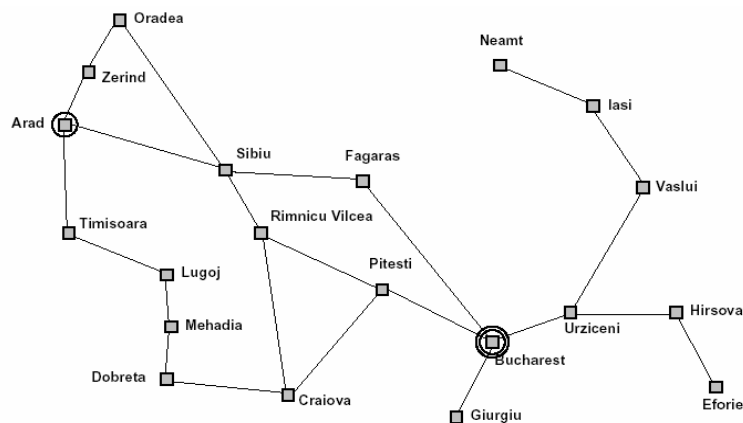 Oradea
Neamt
Zerind
Iasi
Arad
Sibiu
Fagaras
Vaslui
Timisoara
Rimnicu Vilcea
Lugoj
Pitesti
Hirsova
Mehadia
Urziceni
Bucharest
Dobreta
Craiova
Eforie
Giurgiu